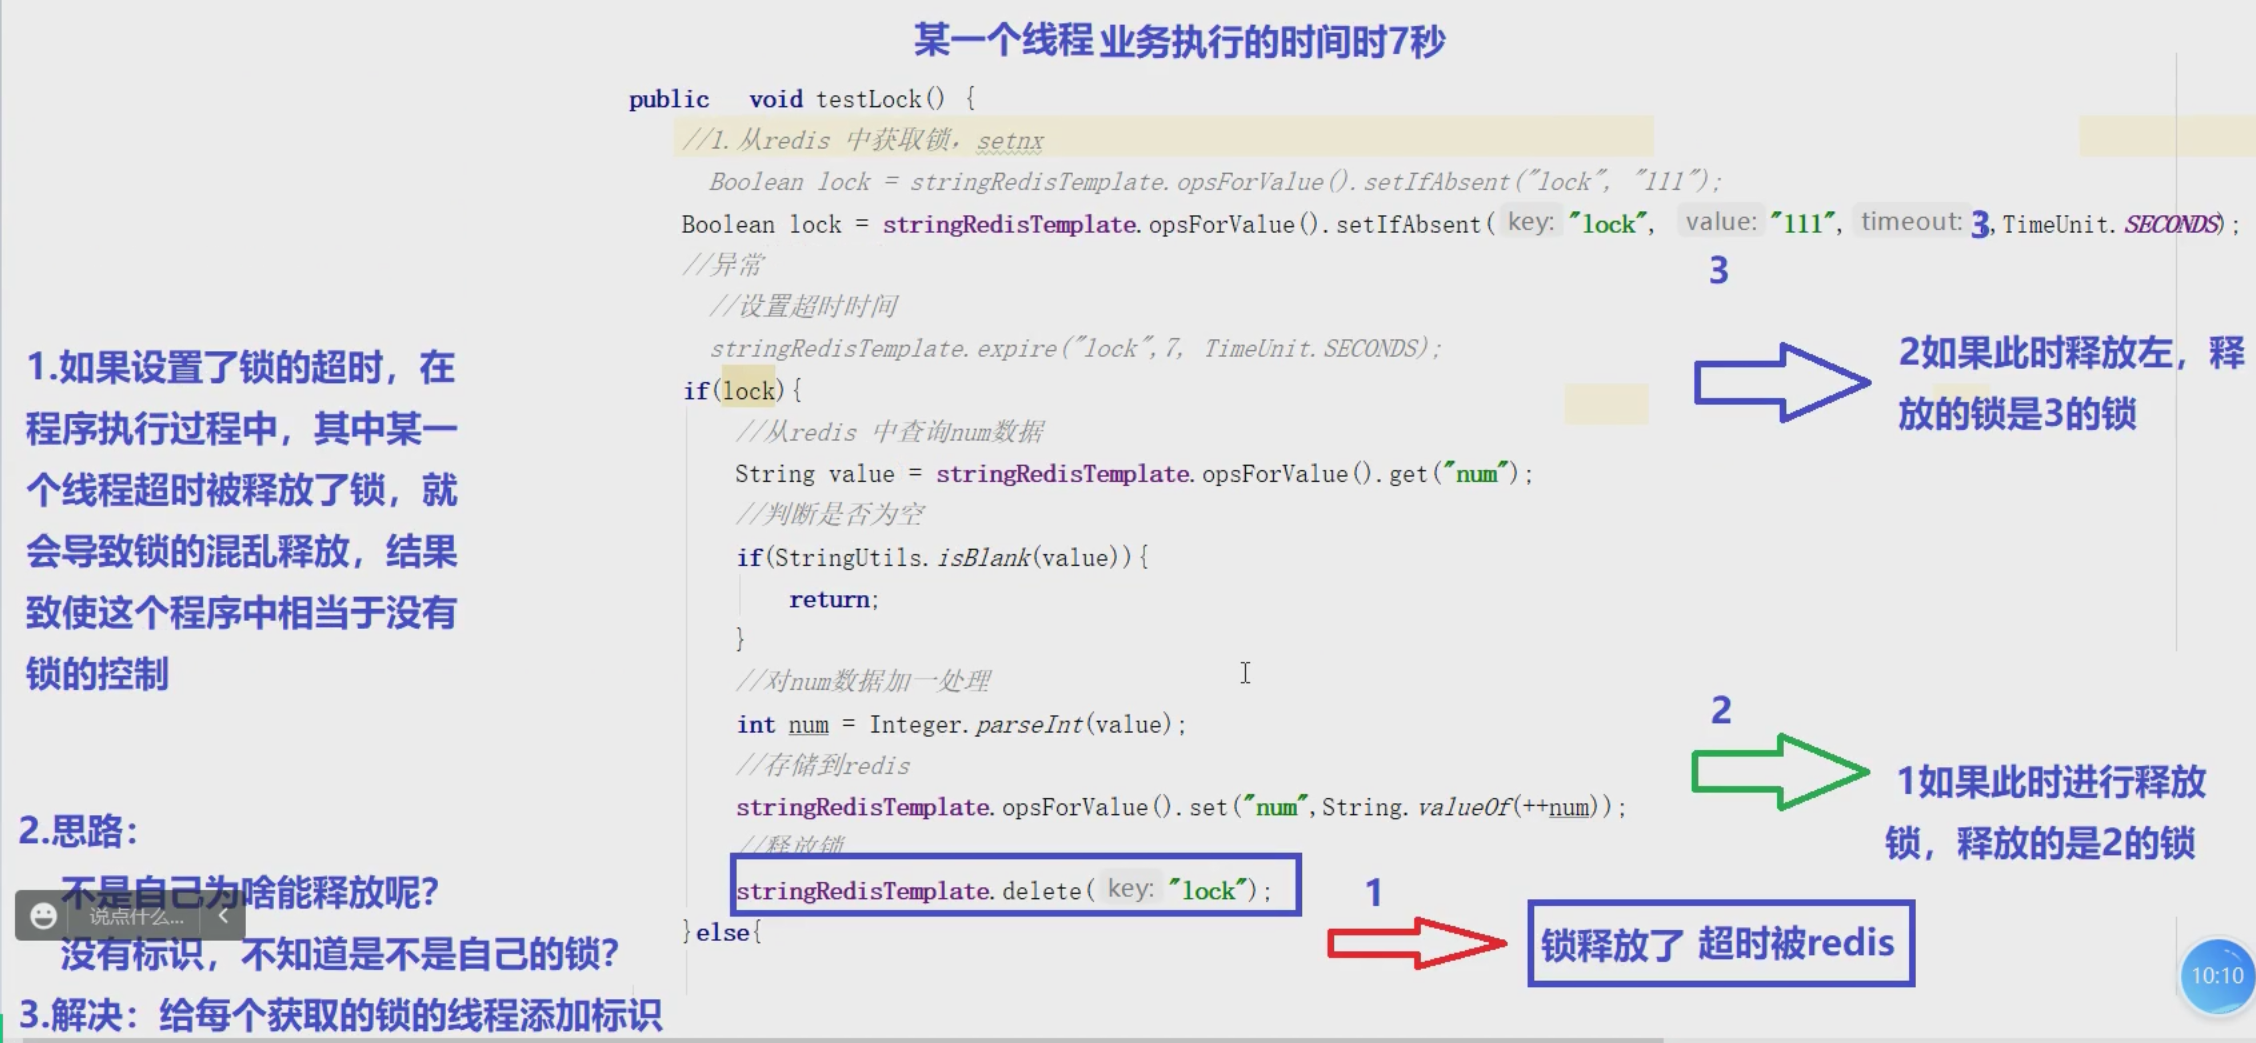 某一个线程业务执行的时间时7秒
public void testLock() {
//1.从redis 中获取锁，setnx
Boolean lock = stringRedisTemplate.opsForValue().setIfAbsent("lock", "111");
Boolean lock = stringRedisTemplate.opsForValue().setIfAbsent( key: "lock", value: "111", timeout: 3,TimeUnit.SECONDS);
//异常
3
//设置超时时间
stringRedisTemplate.expire("lock",7, TimeUnit.SECONDS);
if(lock){
//从redis 中查询num数据
String value = stringRedisTemplate.opsForValue().get("num");
//判断是否为空
if(StringUtils.isBlank(value)){
return;
}
//对num数据加一处理
int num = Integer.parseInt(value);
//存储到redis
stringRedisTemplate.opsForValue().set("num",String.valueOf(++num));
//释放锁
stringRedisTemplate.delete( key: "lock");
}else{
1.如果设置了锁的超时，在
程序执行过程中，其中某一
个线程超时被释放了锁，就
会导致锁的混乱释放，结果
致使这个程序中相当于没有
锁的控制
2.思路：
不是自己为啥能释放呢？
说点什么...
没有标识，不知道是不是自己的锁？
3.解决：给每个获取的锁的线程添加标识
2如果此时释放左，释
放的锁是3的锁
2
1如果此时进行释放
锁，释放的是2的锁
1
锁释放了 超时被redis
10:10